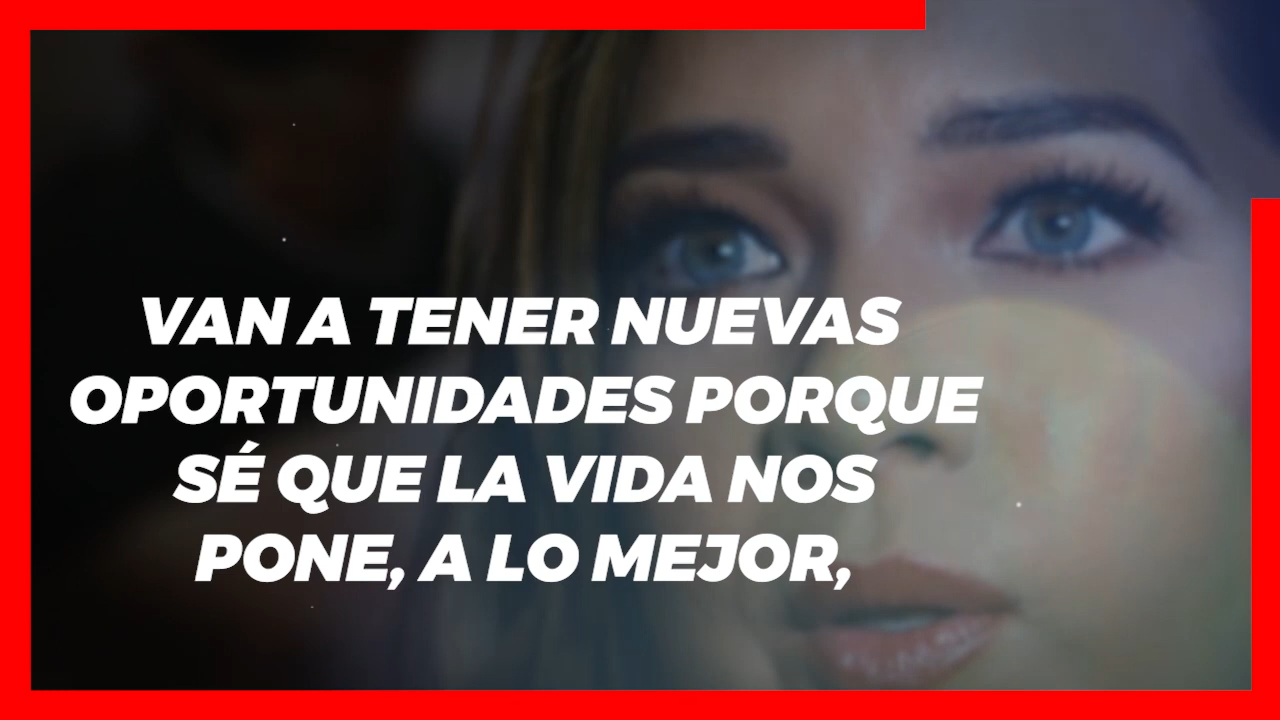 VAN A TENER NUEVAS
OPORTUNIDADES PORQUE
SÉ QUE LA VIDA NOS
PONE, A LO MEJOR,